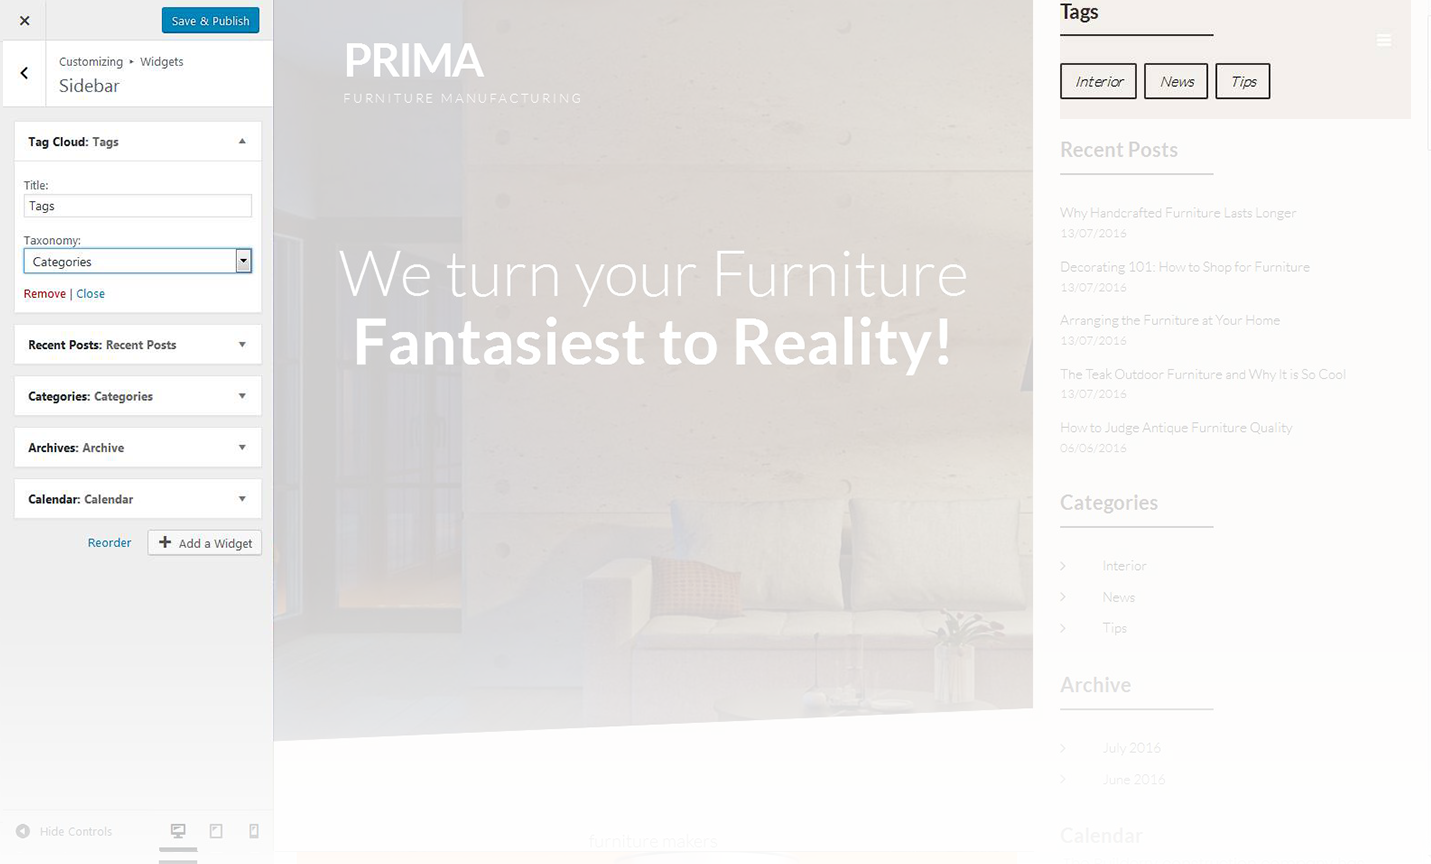 Save & Publish
Customizing ▸ Widgets
Sidebar
Tag Cloud: Tags
Title:
Tags
Taxonomy:
Categories
Remove | Close
Recent Posts: Recent Posts
Categories: Categories
Archives: Archive
Calendar: Calendar
Reorder
Add a Widget
Hide Controls
PRIMA
FURNITURE MANUFACTURING
We turn your Furniture
Fantasiest to Reality!
furniture makers
Tags
Interior
News
Tips
Recent Posts
Why Handcrafted Furniture Lasts Longer
13/07/2016
Decorating 101: How to Shop for Furniture
13/07/2016
Arranging the Furniture at Your Home
13/07/2016
The Teak Outdoor Furniture and Why It is So Cool
13/07/2016
How to Judge Antique Furniture Quality
06/06/2016
Categories
Interior
News
Tips
Archive
July 2016
June 2016
Calendar